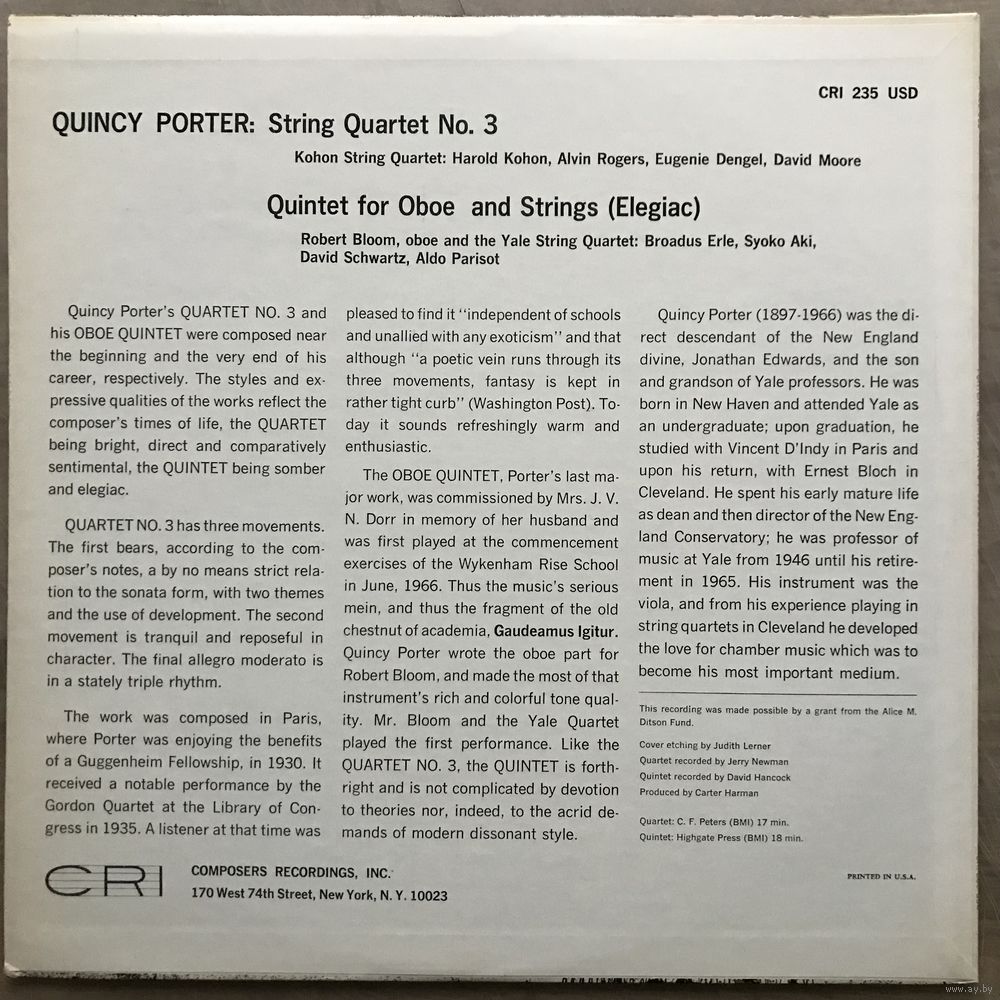 CRI 235 USD
QUINCY PORTER: String Quartet No. 3
Kohon String Quartet: Harold Kohon, Alvin Rogers, Eugenie Dengel, David Moore
Quintet for Oboe and Strings (Elegiac)
Robert Bloom, oboe and the Yale String Quartet: Broadus Erle, Syoko Aki,
David Schwartz, Aldo Parisot
Quincy Porter's QUARTET NO. 3 and
his OBOE QUINTET were composed near
the beginning and the very end of his
career, respectively. The styles and ex-
pressive qualities of the works reflect the
composer's times of life, the QUARTET
being bright, direct and comparatively
sentimental, the QUINTET being somber
and elegiac.
QUARTET NO. 3 has three movements.
The first bears, according to the com-
poser's notes, a by no means strict rela-
tion to the sonata form, with two themes
and the use of development. The second
movement is tranquil and reposeful in
character. The final allegro moderato is
in a stately triple rhythm.
The work was composed in Paris,
where Porter was enjoying the benefits
of a Guggenheim Fellowship, in 1930. It
received a notable performance by the
Gordon Quartet at the Library of Con-
gress in 1935. A listener at that time was
pleased to find it "independent of schools
and unallied with any exoticism" and that
although "a poetic vein runs through its
three movements, fantasy is kept in
rather tight curb" (Washington Post). To-
day it sounds refreshingly warm and
enthusiastic.
The OBOE QUINTET, Porter's last ma-
jor work, was commissioned by Mrs. J. V.
N. Dorr in memory of her husband and
was first played at the commencement
exercises of the Wykenham Rise School
in June, 1966. Thus the music's serious
mein, and thus the fragment of the old
chestnut of academia, Gaudeamus Igitur.
Quincy Porter wrote the oboe part for
Robert Bloom, and made the most of that
instrument's rich and colorful tone qual-
ity. Mr. Bloom and the Yale Quartet
played the first performance. Like the
QUARTET NO. 3, the QUINTET is forth-
right and is not complicated by devotion
to theories nor, indeed, to the acrid de-
mands of modern dissonant style.
Quincy Porter (1897-1966) was the di-
rect descendant of the New England
divine, Jonathan Edwards, and the son
and grandson of Yale professors. He was
born in New Haven and attended Yale as
an undergraduate; upon graduation, he
studied with Vincent D'Indy in Paris and
upon his return, with Ernest Bloch in
Cleveland. He spent his early mature life
as dean and then director of the New Eng-
land Conservatory; he was professor of
music at Yale from 1946 until his retire-
ment in 1965. His instrument was the
viola, and from his experience playing in
string quartets in Cleveland he developed
the love for chamber music which was to
become his most important medium.
This recording was made possible by a grant from the Alice M.
Ditson Fund.
Cover etching by Judith Lerner
Quartet recorded by Jerry Newman
Quintet recorded by David Hancock
Produced by Carter Harman
Quartet: C. F. Peters (BMI) 17 min.
Quintet: Highgate Press (BMI) 18 min.
CRI
COMPOSERS RECORDINGS, INC.
170 West 74th Street, New York, N. Y. 10023
PRINTED IN U.S.A.
www.ay.by